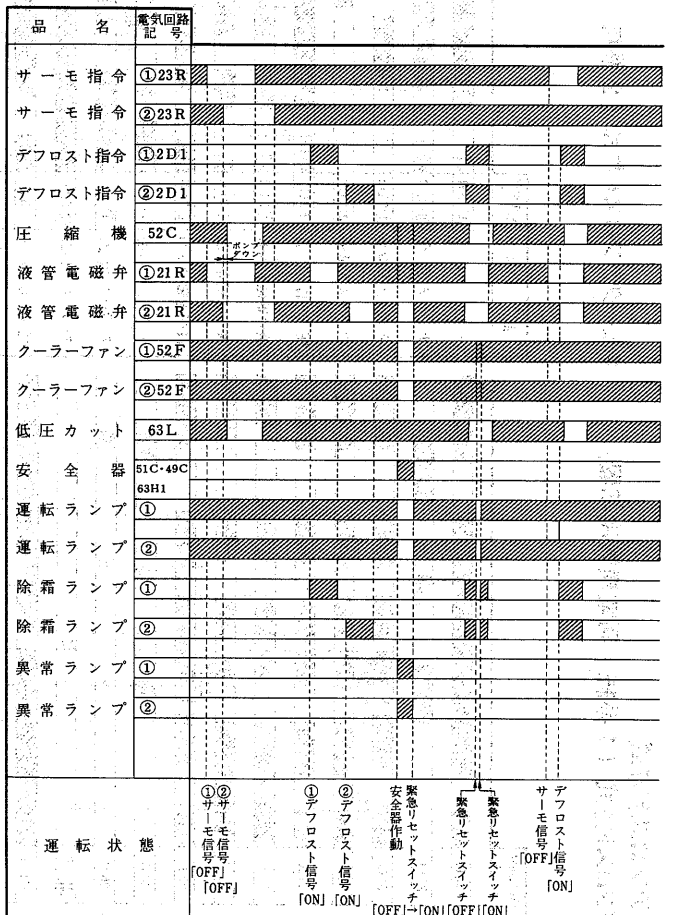 品名 電気回路記号
サーモ指令 ①23R
サーモ指令 ②23R
デフロスト指令 ①2D1
デフロスト指令 ②2D1
圧縮機 52C
ポンプダウン
液管電磁弁 ①21R
液管電磁弁 ②21R
クーラーファン ①52F
クーラーファン ②52F
低圧カット 63L
安全器 51C・49C
63H1
運転ランプ ①
運転ランプ ②
除霜ランプ ①
除霜ランプ ②
異常ランプ ①
異常ランプ ②
運転状態
①サーモ信号「OFF」
②サーモ信号「OFF」
①デフロスト信号「ON」
②デフロスト信号「ON」
安全器作動
緊急リセットスイッチ「OFF」→「ON」
緊急リセットスイッチ「OFF」
緊急リセットスイッチ「ON」
サーモ信号「OFF」
デフロスト信号「ON」